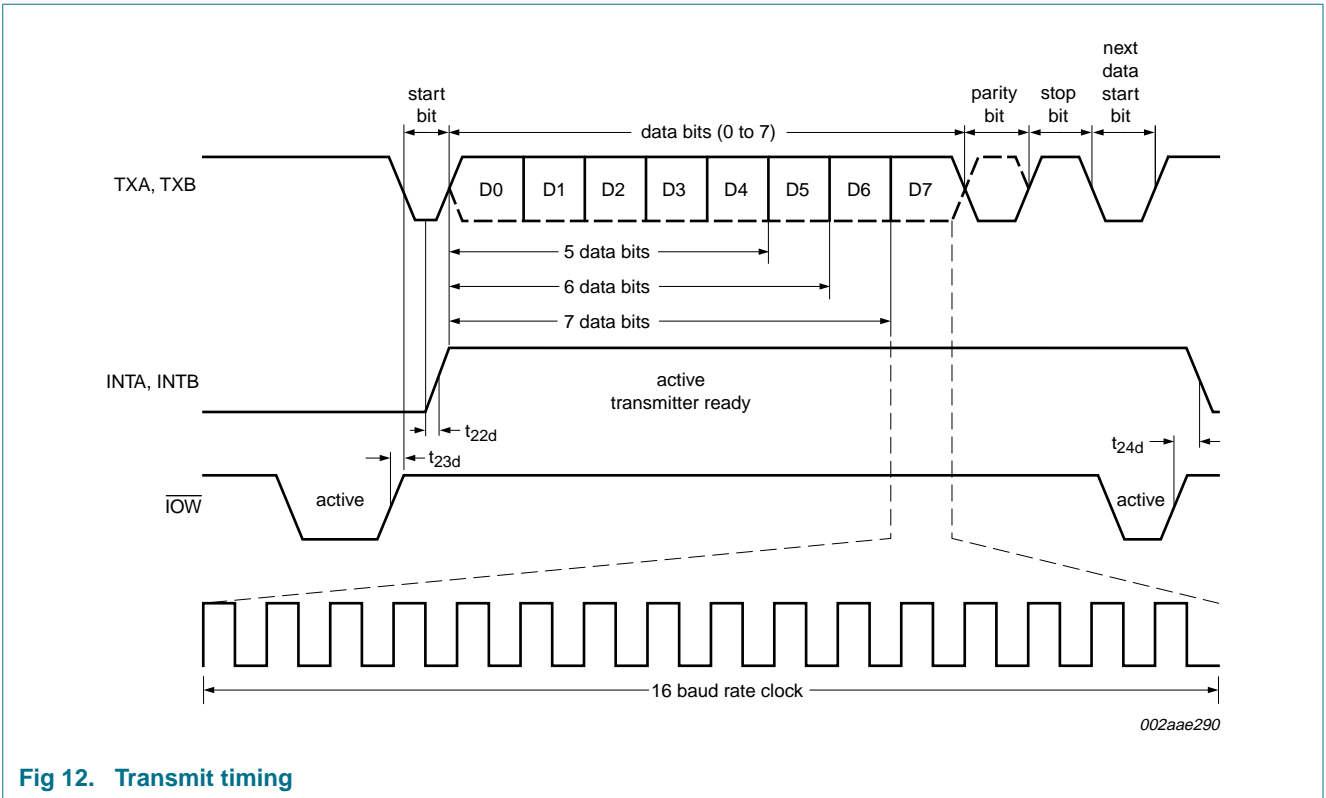 next
data
start
bit
start
bit
parity
bit
stop
bit
data bits (0 to 7)
TXA, TXB
D0 D1 D2 D3 D4 D5 D6 D7
5 data bits
6 data bits
7 data bits
INTA, INTB
active
transmitter ready
t22d
t23d
t24d
IOW
active
active
16 baud rate clock
002aae290
Fig 12. Transmit timing